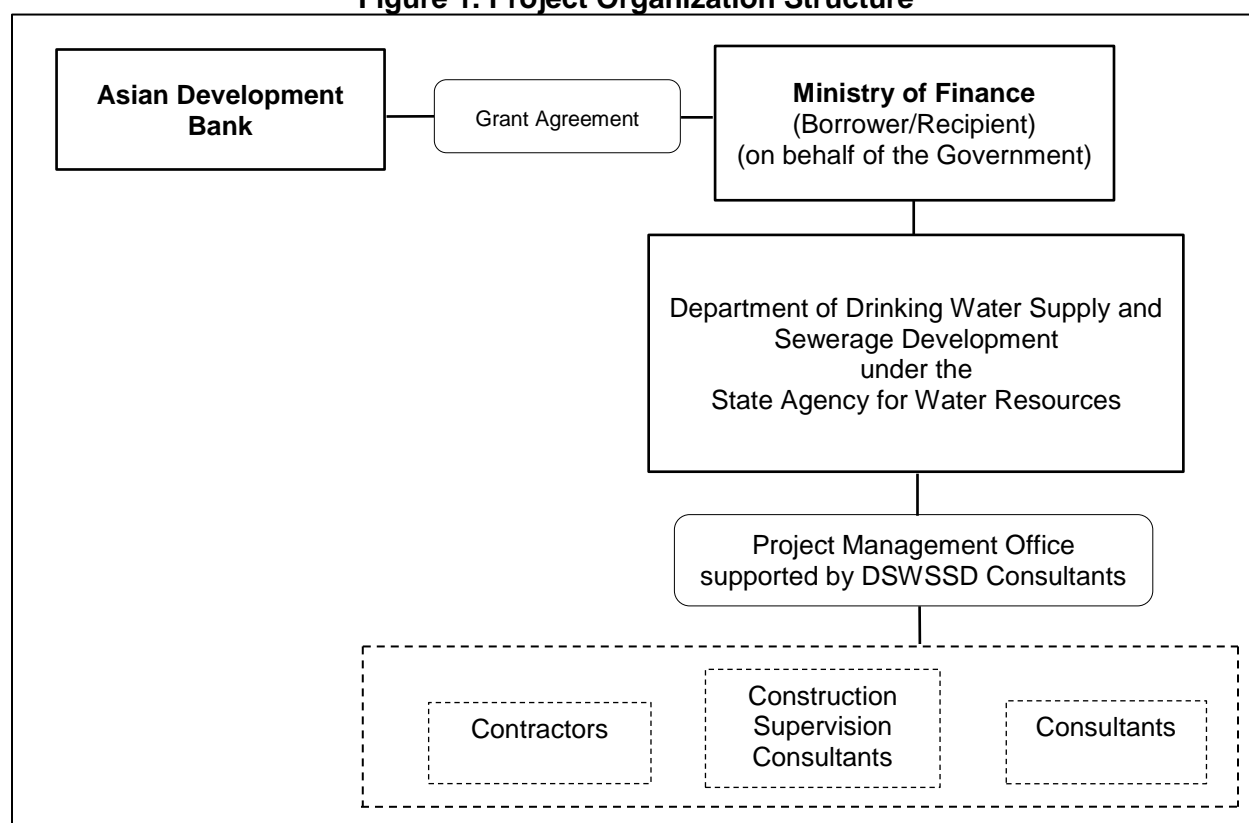 Figure 1: Project Organization Structure
Asian Development
Bank
Grant Agreement
Ministry of Finance
(Borrower/Recipient)
(on behalf of the Government)
Department of Drinking Water Supply and
Sewerage Development
under the
State Agency for Water Resources
Project Management Office
supported by DSWSSD Consultants
Contractors
Construction
Supervision
Consultants
Consultants